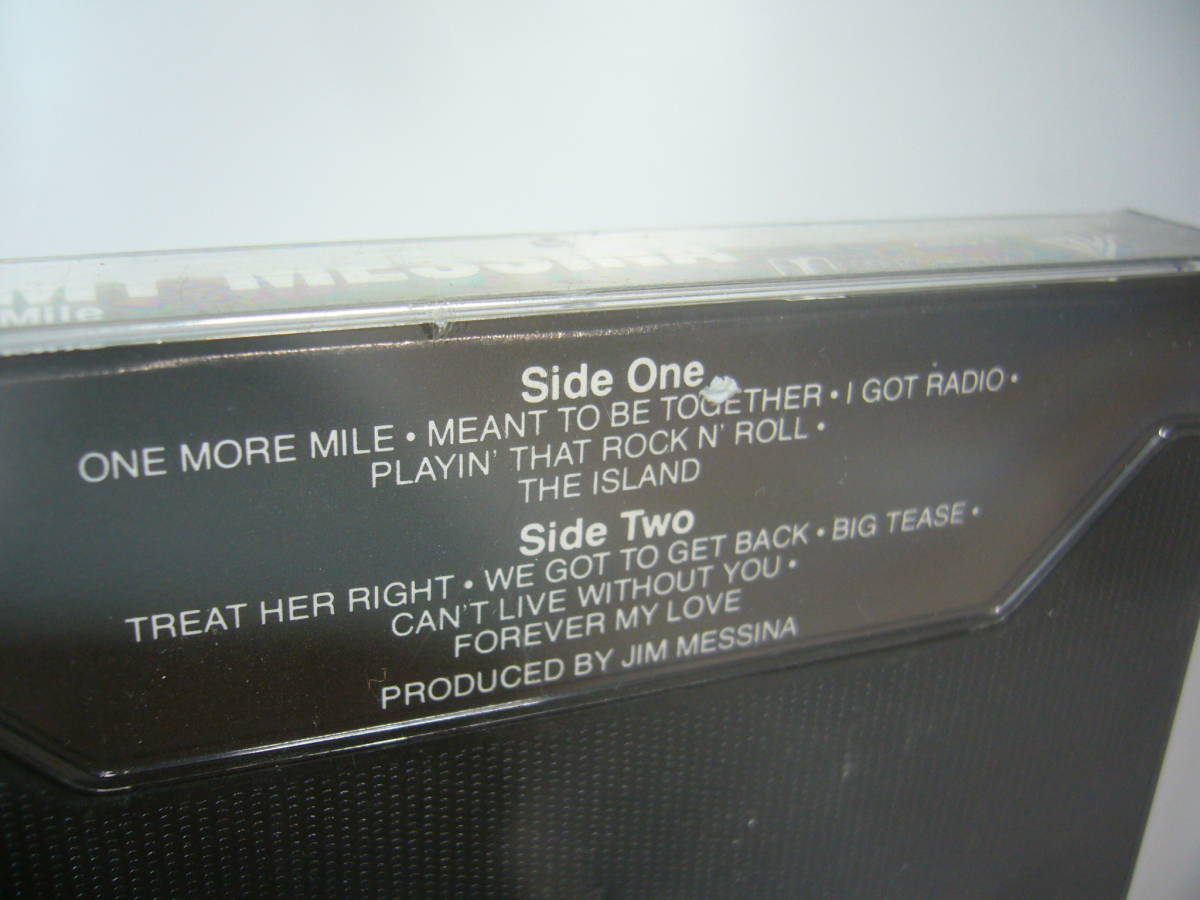 MESSINA
Mile
Side One
ONE MORE MILE • MEANT TO BE TOGETHER • I GOT RADIO •
PLAYIN' THAT ROCK N' ROLL •
THE ISLAND
Side Two
TREAT HER RIGHT • WE GOT TO GET BACK • BIG TEASE •
CAN'T LIVE WITHOUT YOU •
FOREVER MY LOVE
PRODUCED BY JIM MESSINA